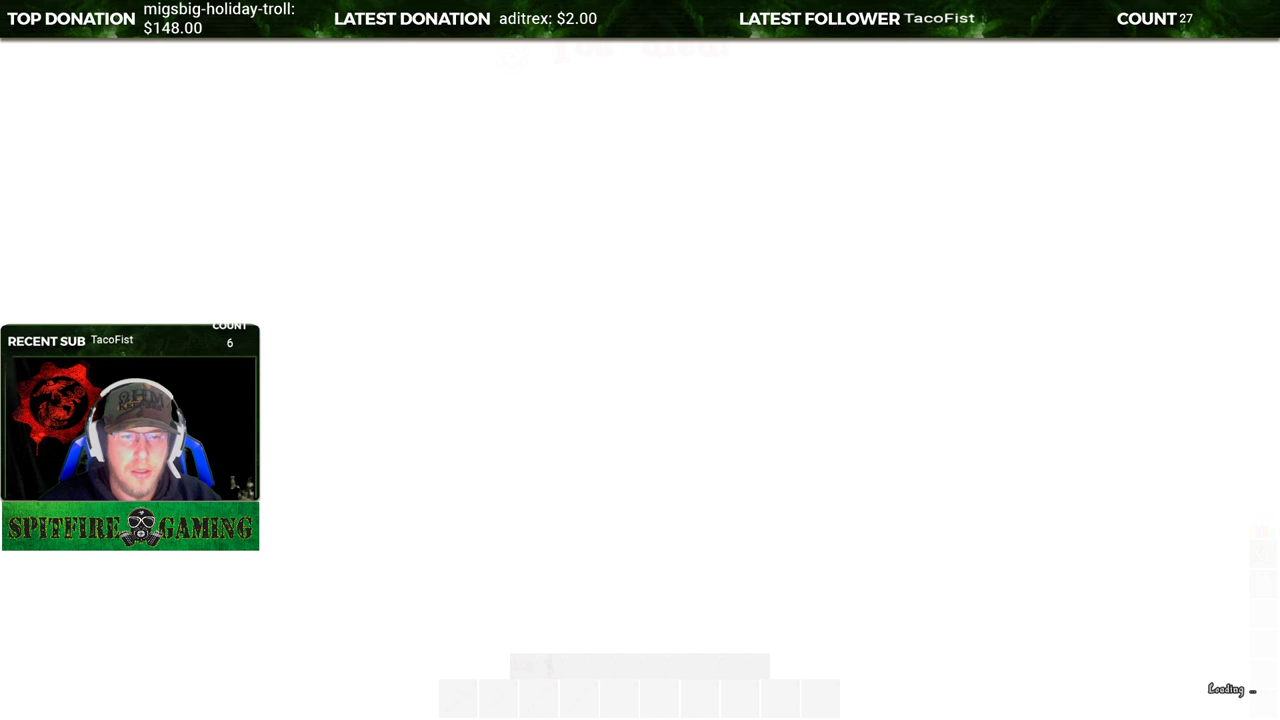 TOP DONATION
migsbig-holiday-troll:
$148.00
LATEST DONATION aditrex: $2.00
LATEST FOLLOWER TacoFist
COUNT 27
COUNT
RECENT SUB TacoFist
6
SPITFIRE GAMING
Loading ..